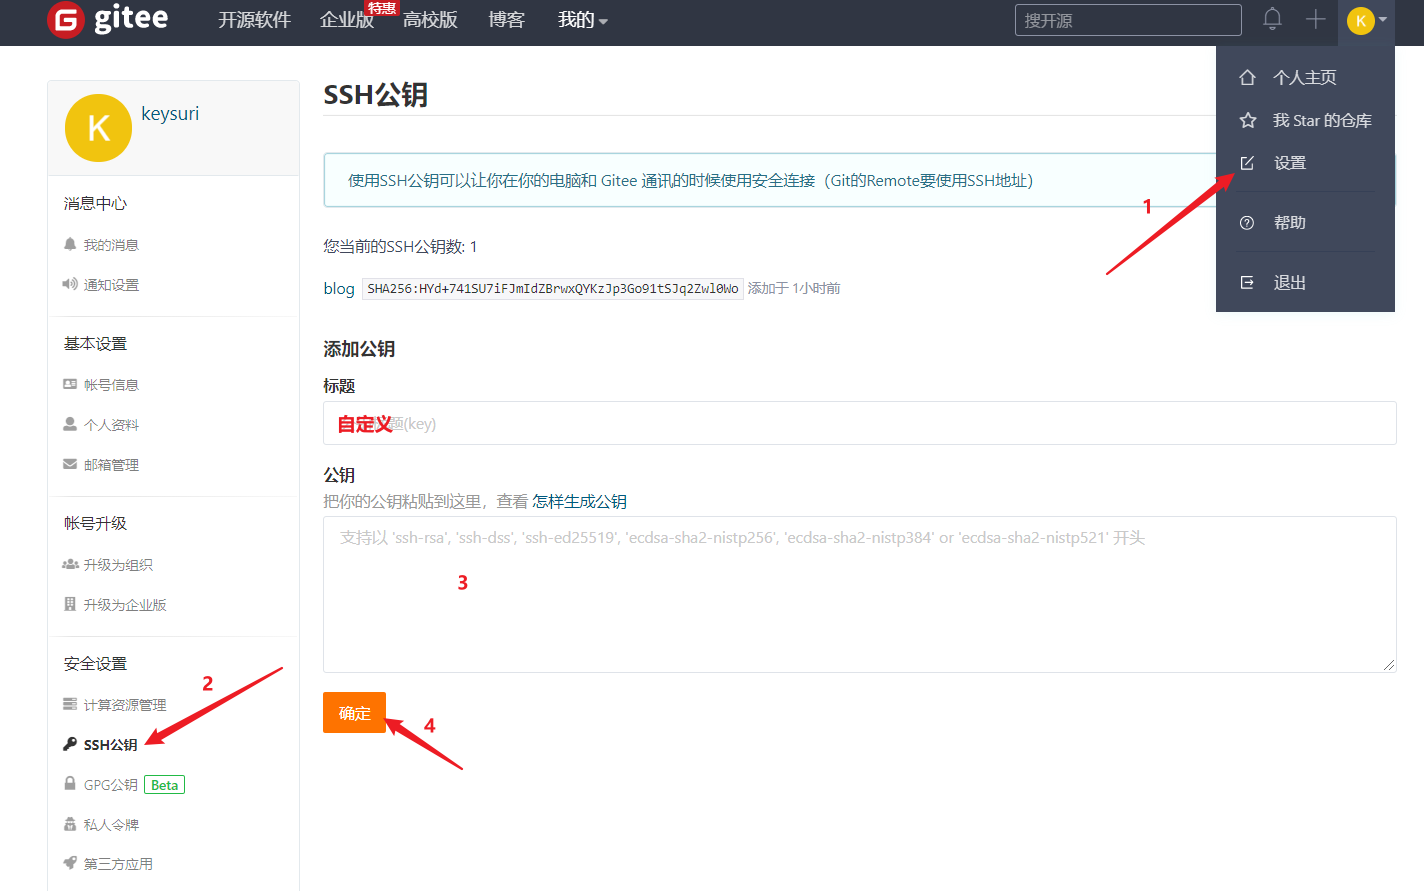 gitee
开源软件 企业版 特惠 高校版 博客 我的
搜开源
K
个人主页
我 Star 的仓库
设置
帮助
退出
1
K
keysuri
消息中心
我的消息
通知设置
基本设置
帐号信息
个人资料
邮箱管理
帐号升级
升级为组织
升级为企业版
安全设置
2
计算资源管理
SSH公钥
GPG公钥 Beta
私人令牌
第三方应用
SSH公钥
使用SSH公钥可以让你在你的电脑和 Gitee 通讯的时候使用安全连接（Git的Remote要使用SSH地址）
您当前的SSH公钥数: 1
blog SHA256:HYd+741SU7iFJmIdZBrwxQYKzJp3Go91tSJq2Zwl0Wo 添加于 1小时前
添加公钥
标题
自定义题(key)
公钥
把你的公钥粘贴到这里，查看 怎样生成公钥
支持以 'ssh-rsa', 'ssh-dss', 'ssh-ed25519', 'ecdsa-sha2-nistp256', 'ecdsa-sha2-nistp384' or 'ecdsa-sha2-nistp521' 开头
3
确定
4